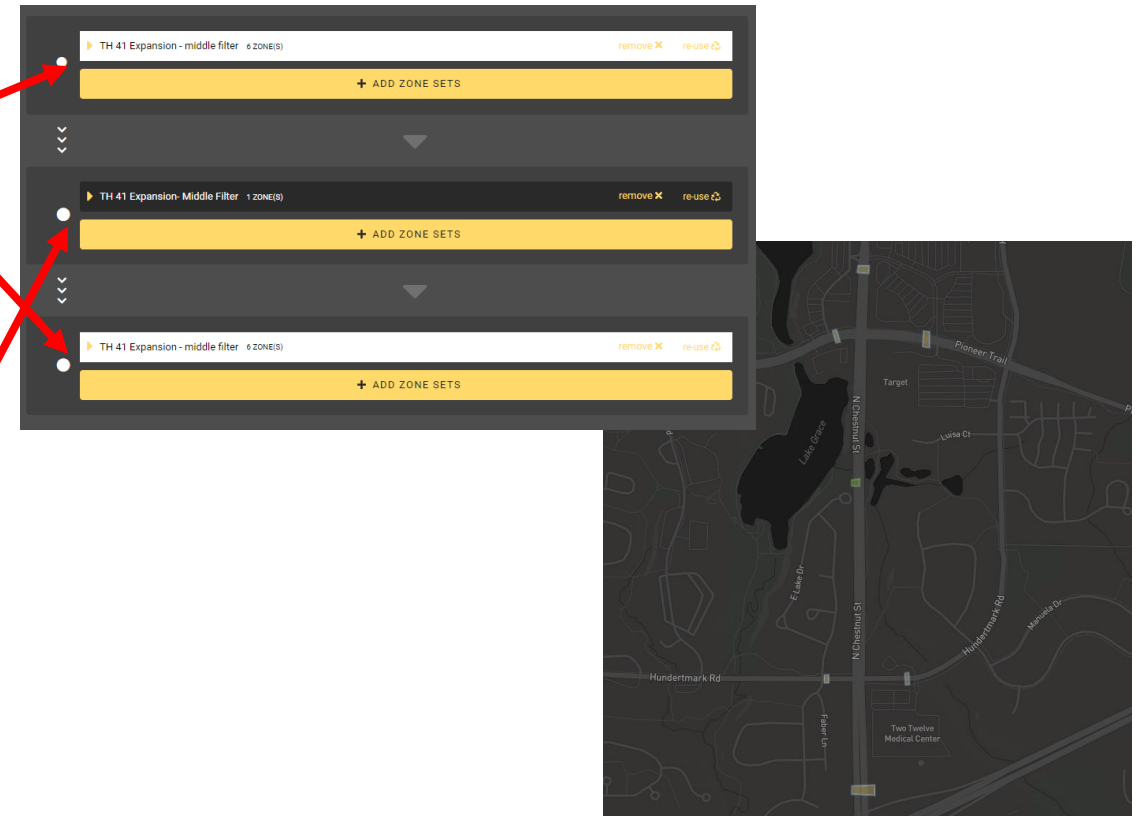 TH 41 Expansion - middle filter 6 ZONE(S) remove ✕ re-use
+ ADD ZONE SETS
TH 41 Expansion- Middle Filter 1 ZONE(S) remove ✕ re-use
+ ADD ZONE SETS
TH 41 Expansion - middle filter 6 ZONE(S) remove ✕ re-use
+ ADD ZONE SETS
Pioneer Trail
Target
N Chestnut St
Luisa Ct
Lake Grace
E Lake Dr
N Chestnut St
Hundertmark Rd
Manuela Dr
Hundertmark Rd
Faber Ln
Two Twelve
Medical Center